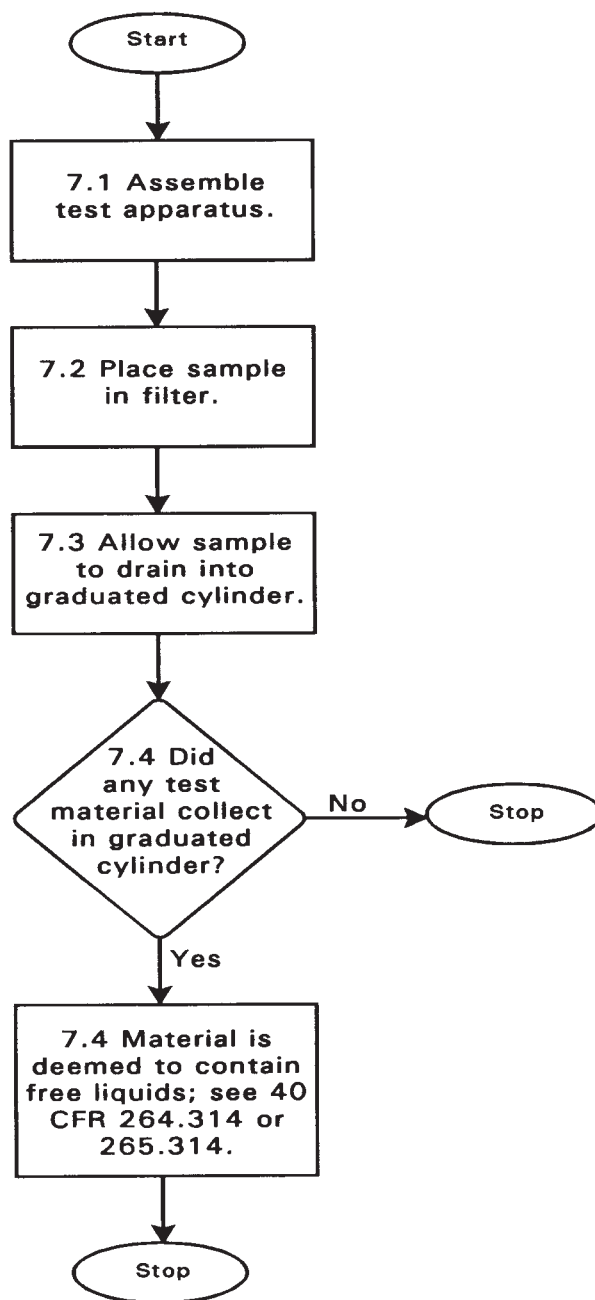 Start
7.1 Assemble
test apparatus.
7.2 Place sample
in filter.
7.3 Allow sample
to drain into
graduated cylinder.
7.4 Did
any test
material collect
in graduated
cylinder?
No
Stop
Yes
7.4 Material is
deemed to contain
free liquids; see 40
CFR 264.314 or
265.314.
Stop